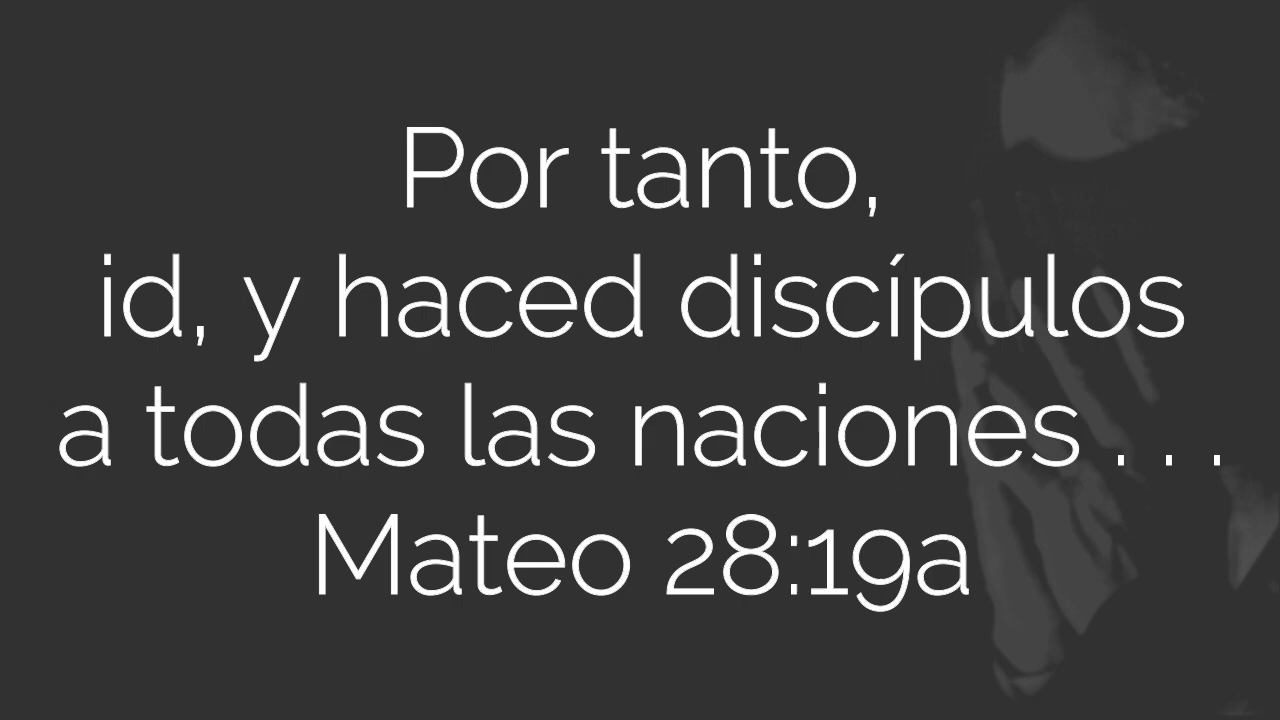 Por tanto,
id, y haced discípulos
a todas las naciones . . .
Mateo 28:19a